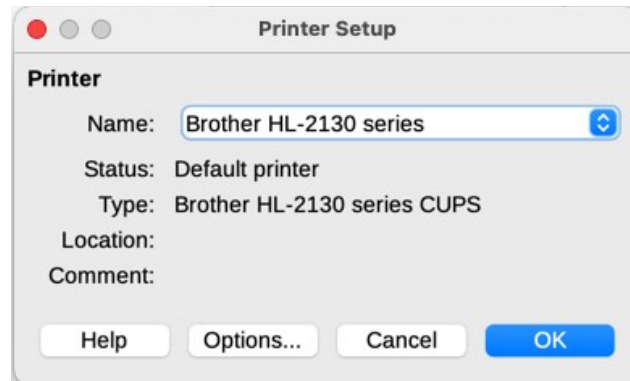 Printer Setup
Printer
Name: Brother HL-2130 series
Status: Default printer
Type: Brother HL-2130 series CUPS
Location:
Comment:
Help Options... Cancel OK